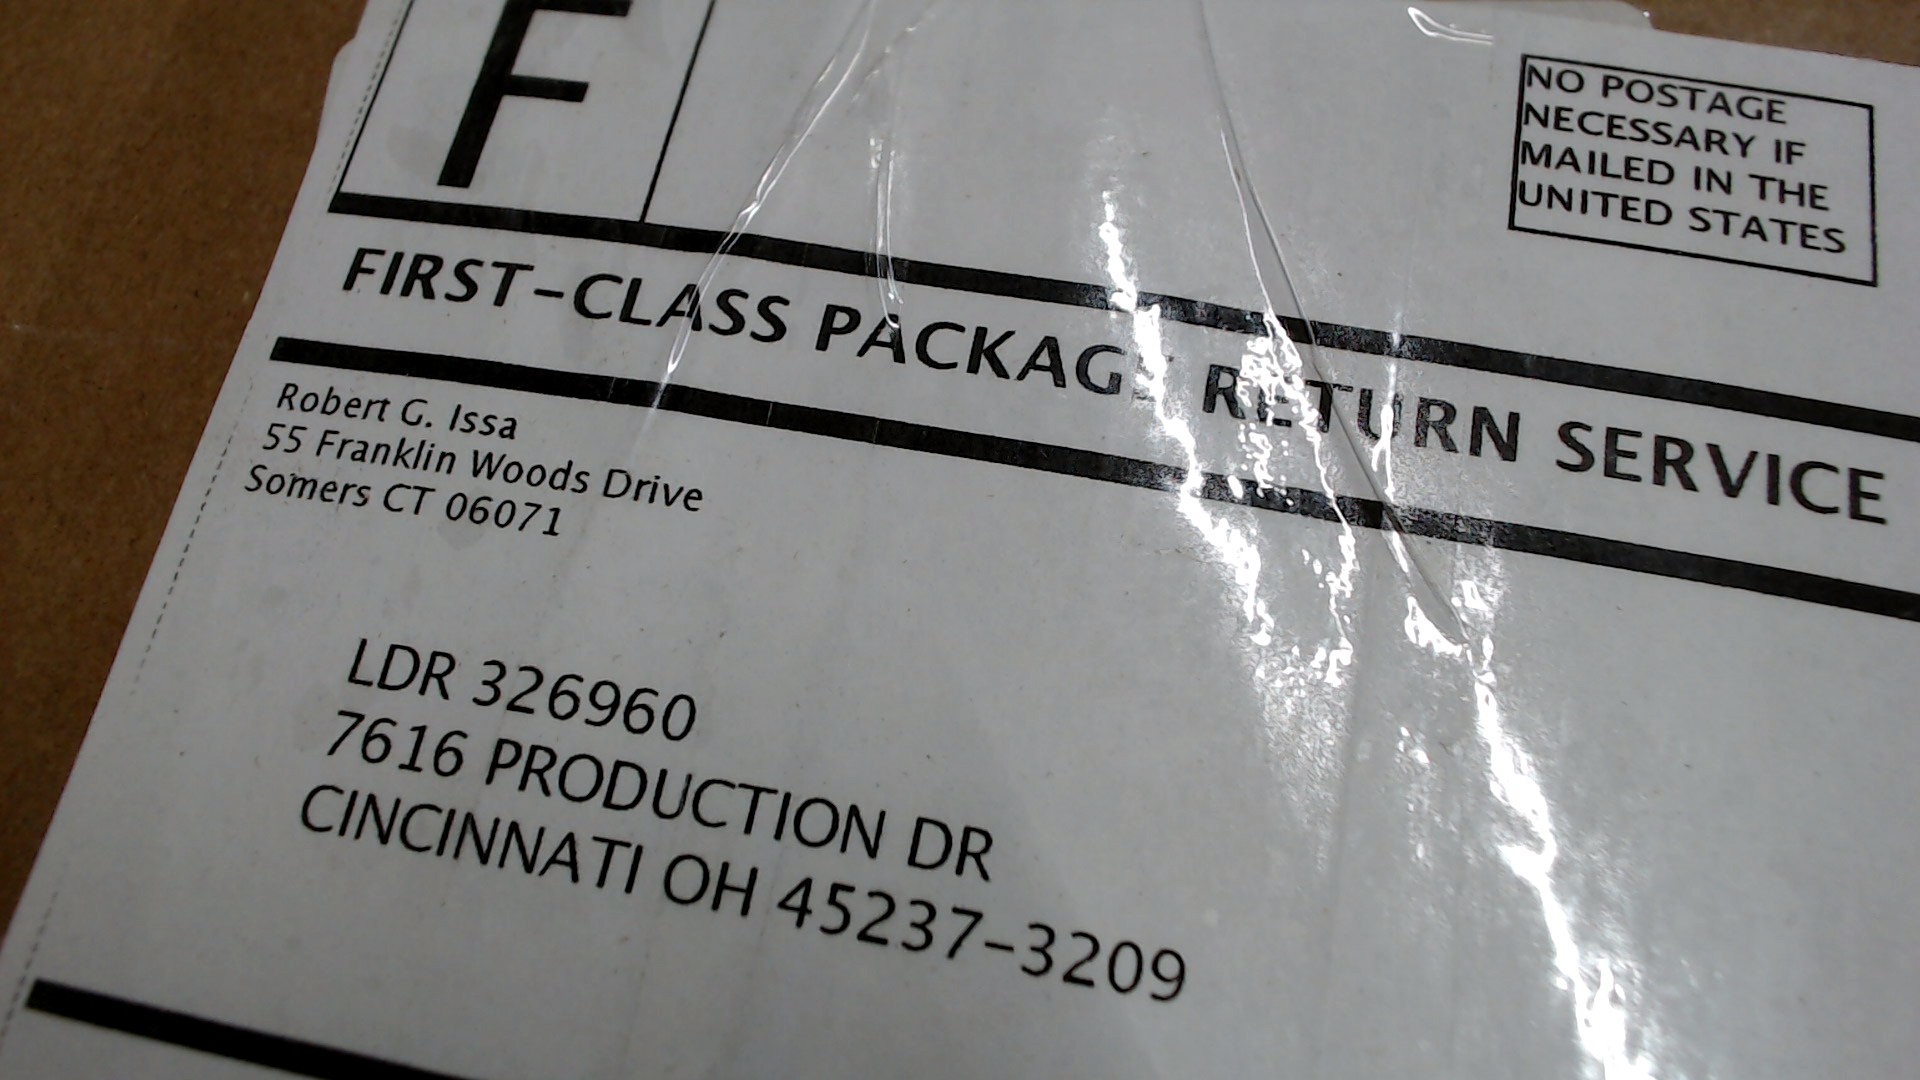 F
NO POSTAGE
NECESSARY IF
MAILED IN THE
UNITED STATES
FIRST-CLASS PACKAGE RETURN SERVICE
Robert G. Issa
55 Franklin Woods Drive
Somers CT 06071
LDR 326960
7616 PRODUCTION DR
CINCINNATI OH 45237-3209